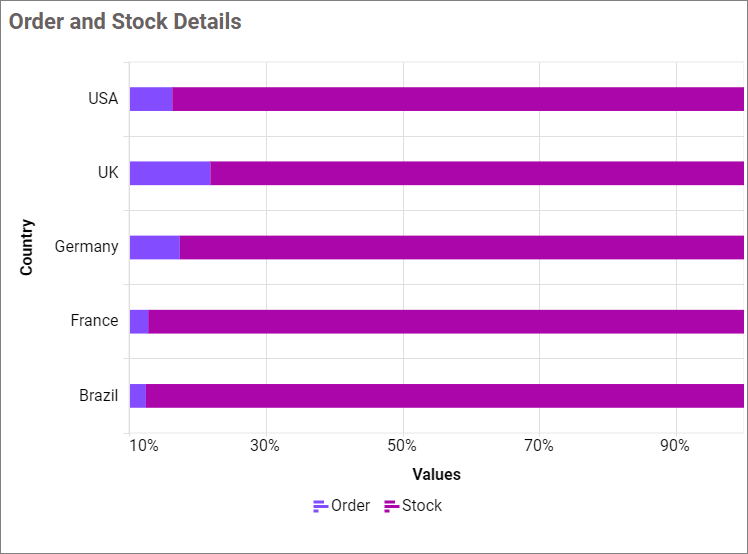 Order and Stock Details
USA
UK
Germany
France
Brazil
Country
10% 30% 50% 70% 90%
Values
Order Stock